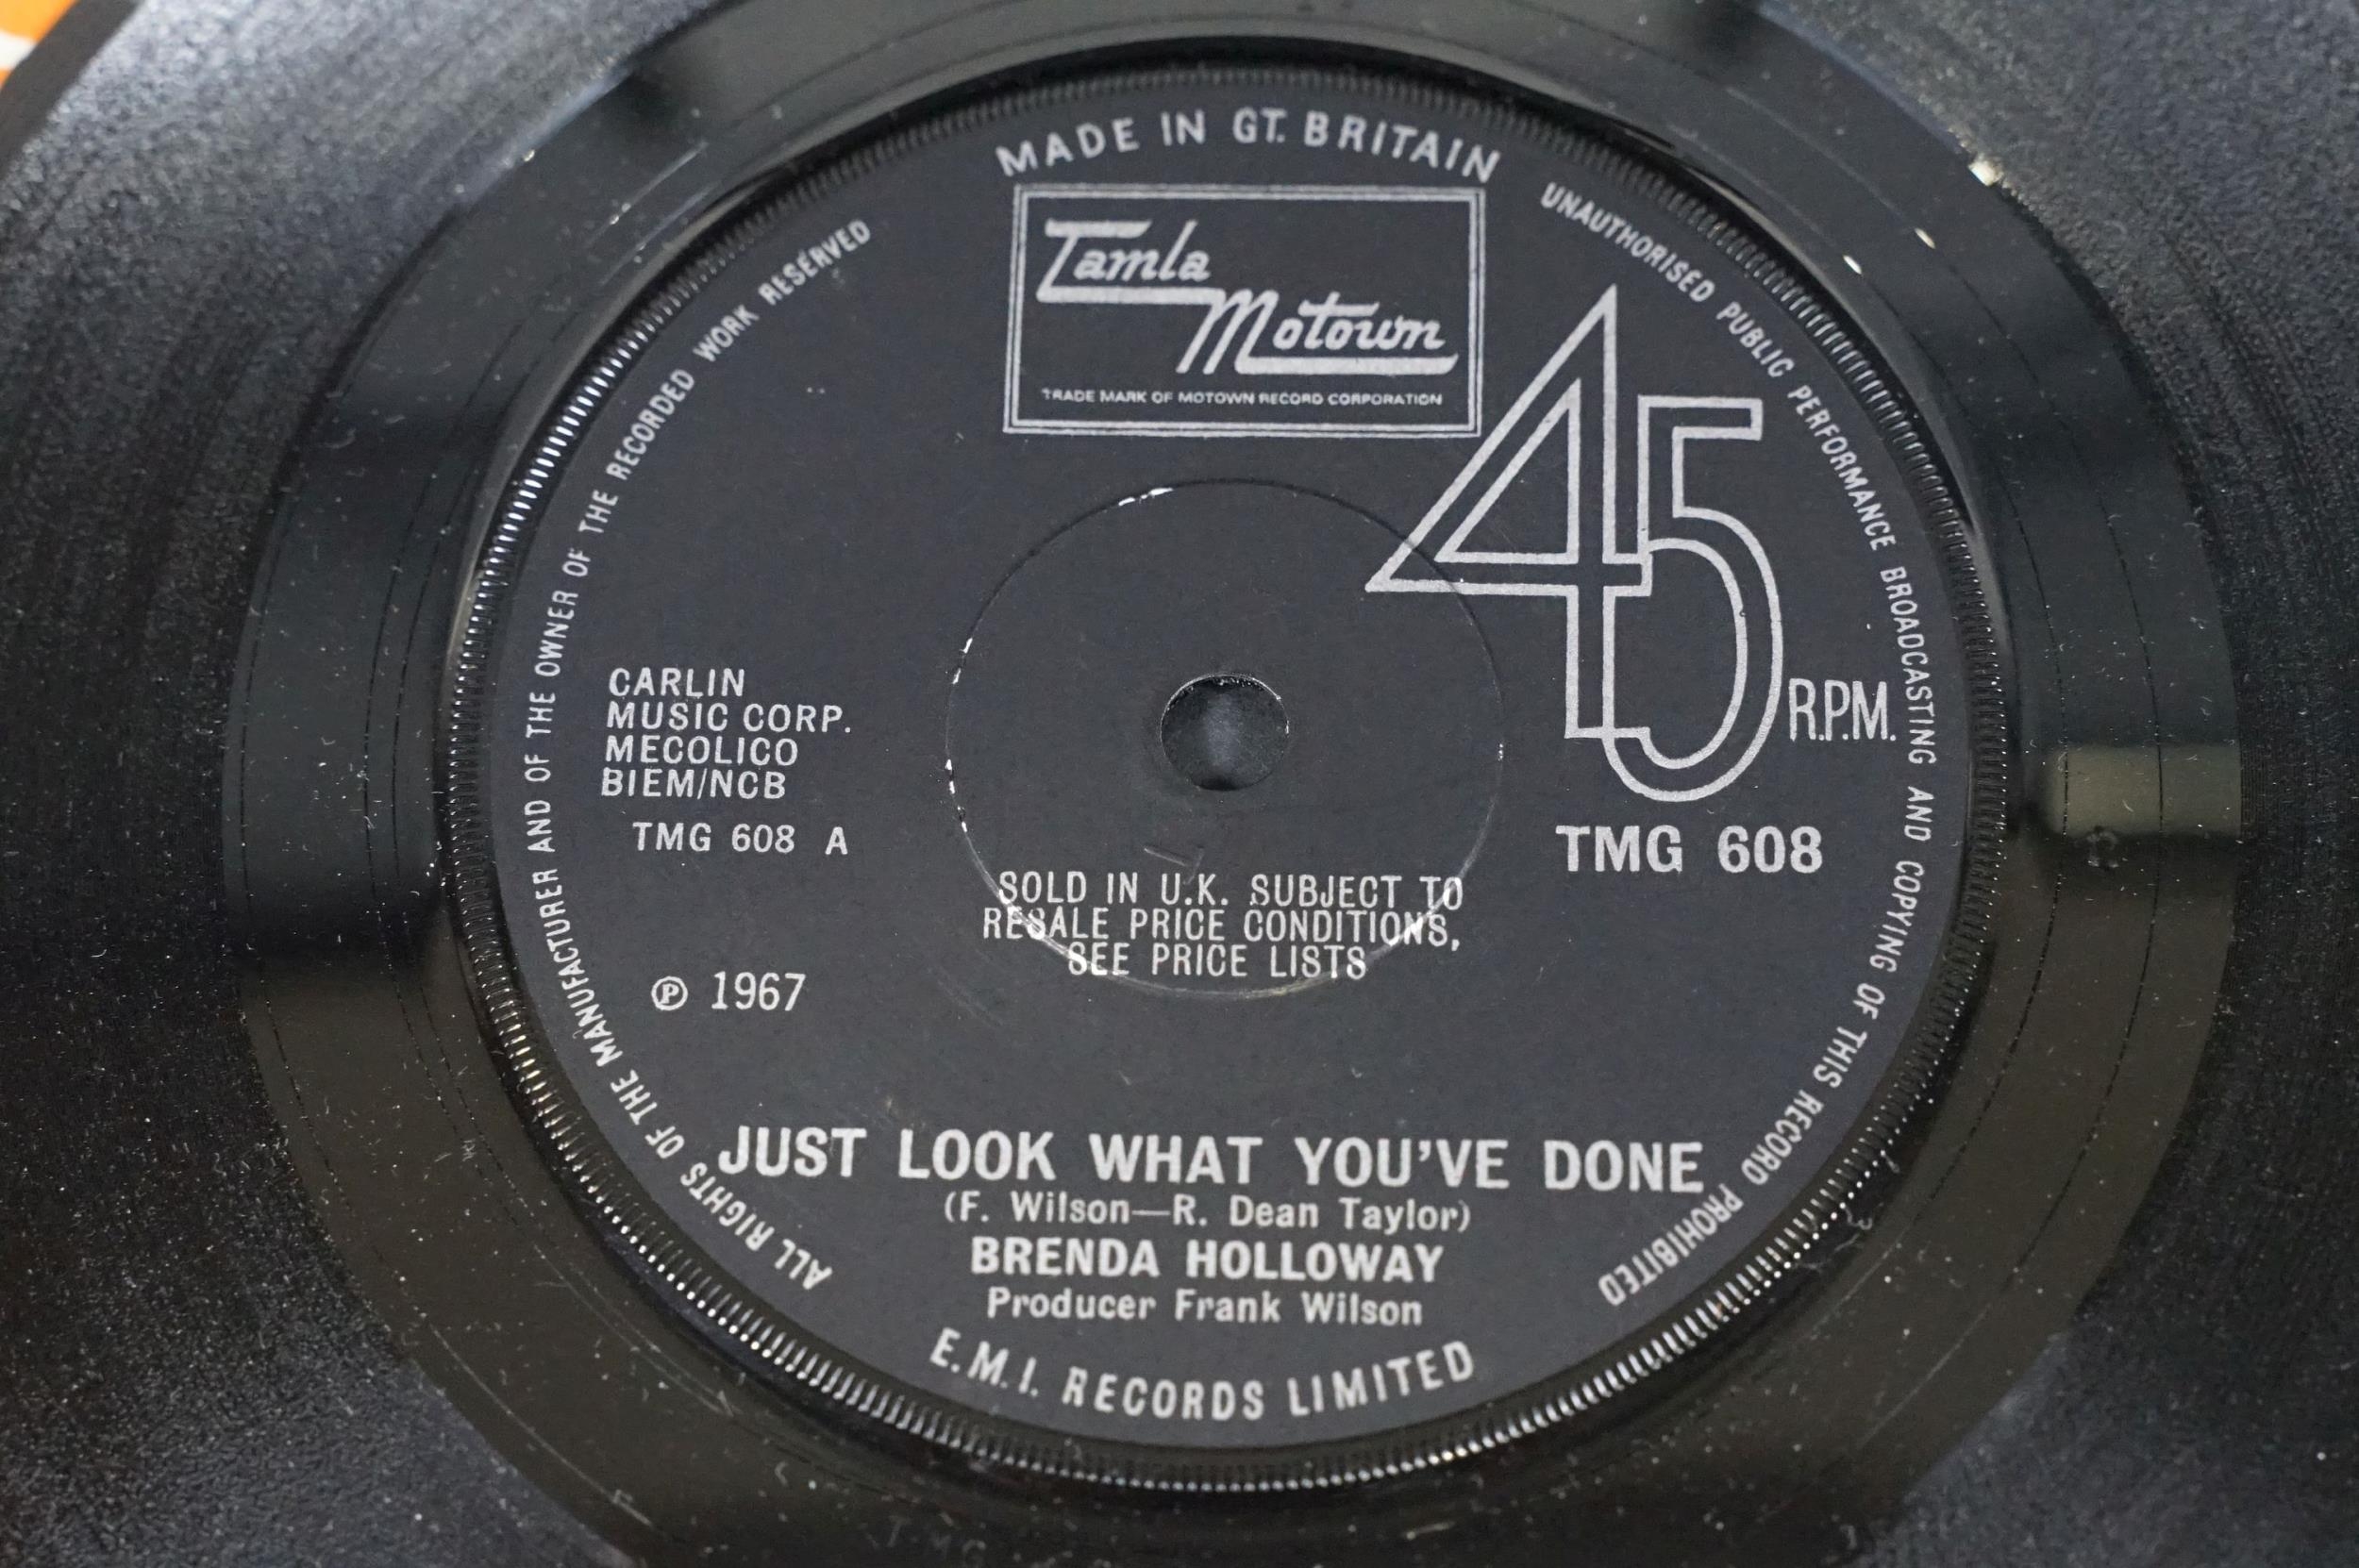 MADE IN GT. BRITAIN
Tamla
Motown
TRADE MARK OF MOTOWN RECORD CORPORATION
45
R.P.M.
CARLIN
MUSIC CORP.
MECOLICO
BIEM/NCB
TMG 608 A
TMG 608
SOLD IN U.K. SUBJECT TO
RESALE PRICE CONDITIONS,
SEE PRICE LISTS
℗ 1967
JUST LOOK WHAT YOU'VE DONE
(F. Wilson—R. Dean Taylor)
BRENDA HOLLOWAY
Producer Frank Wilson
E.M.I. RECORDS LIMITED
ALL RIGHTS OF THE MANUFACTURER AND OF THE OWNER OF THE RECORDED WORK RESERVED
UNAUTHORISED PUBLIC PERFORMANCE BROADCASTING AND COPYING OF THIS RECORD PROHIBITED